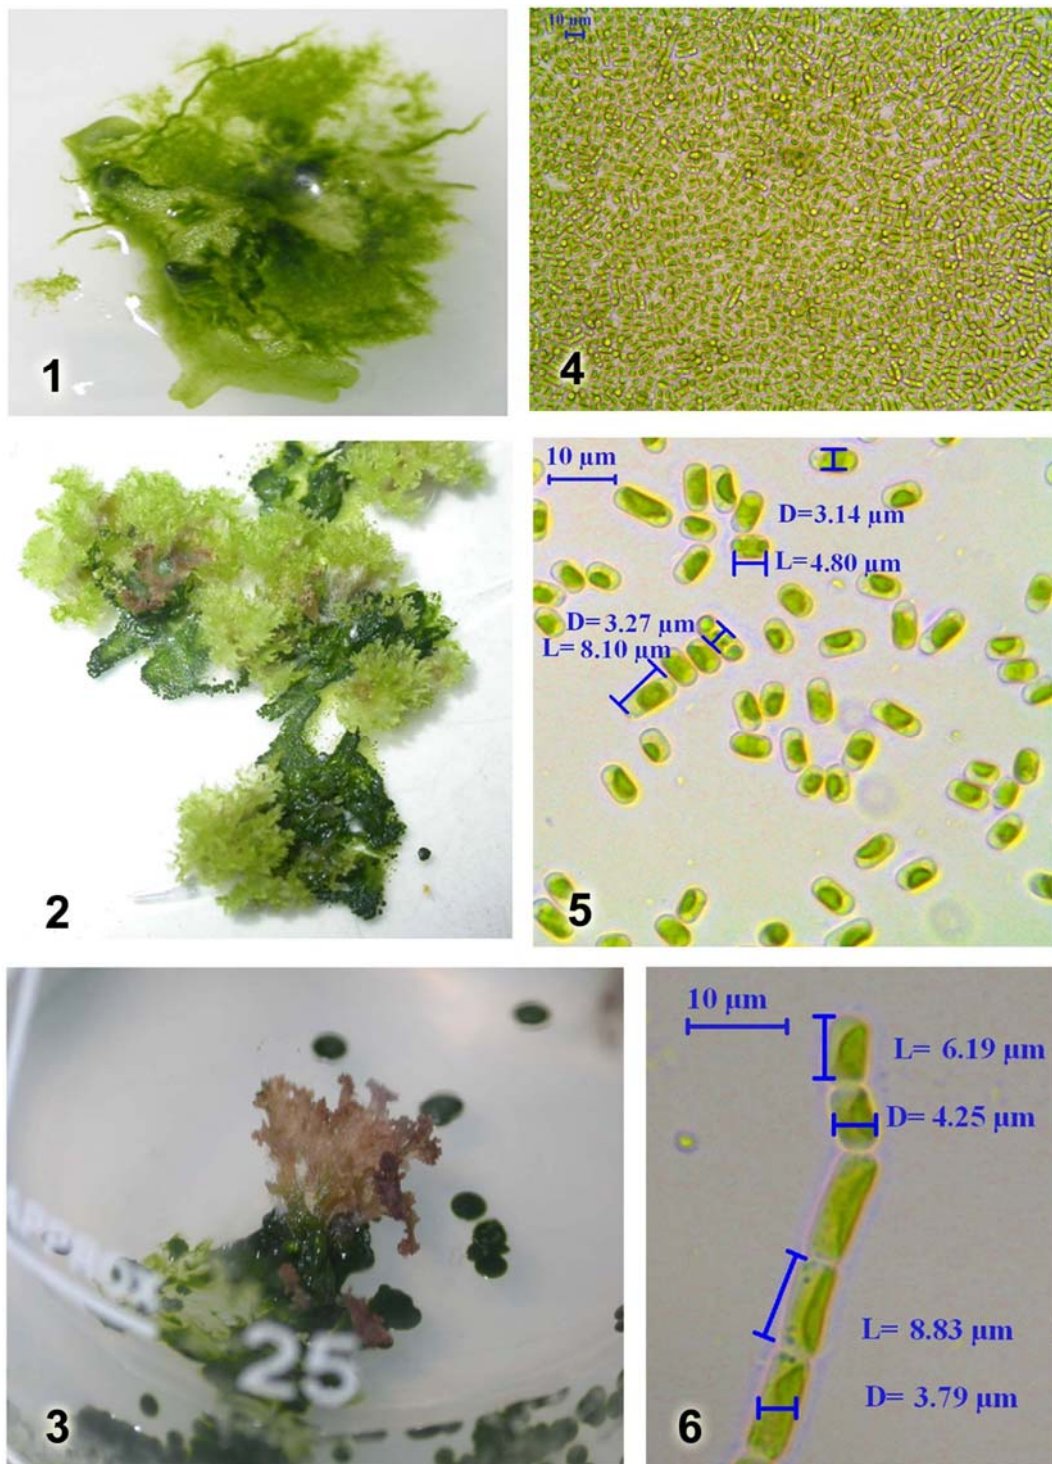 1
10 µm
4
2
10 µm
D=3.14 µm
L=4.80 µm
D=3.27 µm
L=8.10 µm
5
25
3
10 µm
L= 6.19 µm
D= 4.25 µm
L= 8.83 µm
D= 3.79 µm
6